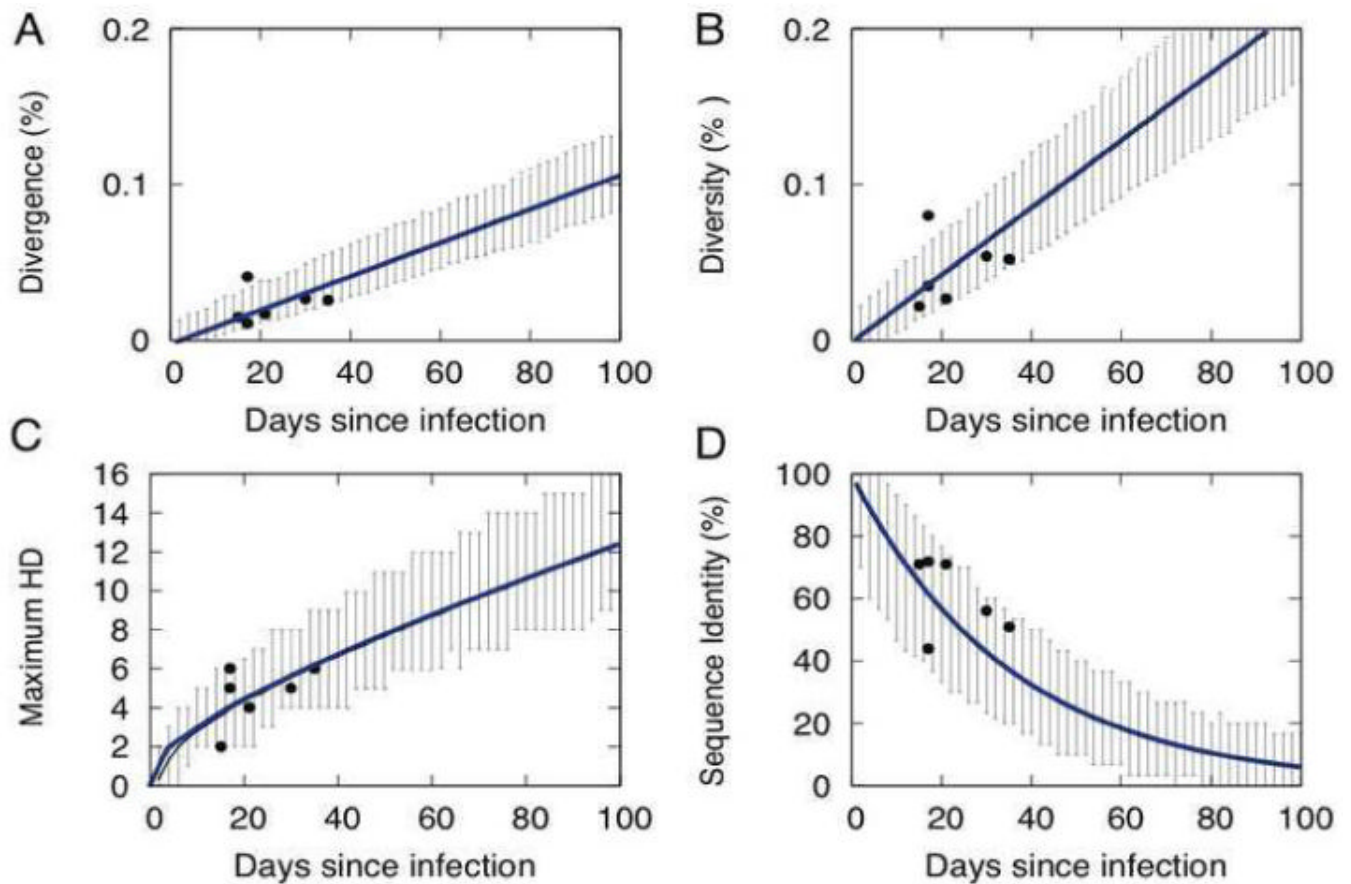 A
Divergence (%)
0.2
0.1
0
0 20 40 60 80 100
Days since infection
B
Diversity (% )
0.2
0.1
0
0 20 40 60 80 100
Days since infection
C
Maximum HD
16
14
12
10
8
6
4
2
0
0 20 40 60 80 100
Days since infection
D
Sequence Identity (%)
100
80
60
40
20
0
0 20 40 60 80 100
Days since infection